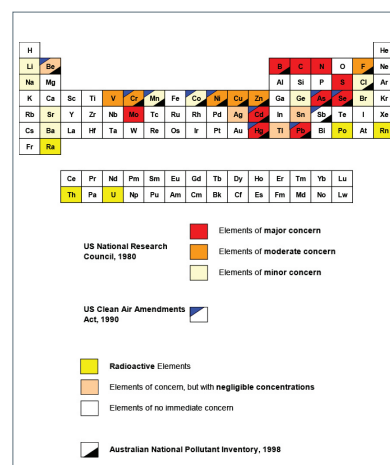 H He
Li Be B C N O F Ne
Na Mg Al Si P S Cl Ar
K Ca Sc Ti V Cr Mn Fe Co Ni Cu Zn Ga Ge As Se Br Kr
Rb Sr Y Zr Nb Mo Tc Ru Rh Pd Ag Cd In Sn Sb Te I Xe
Cs Ba La Hf Ta W Re Os Ir Pt Au Hg Tl Pb Bi Po At Rn
Fr Ra
Ce Pr Nd Pm Sm Eu Gd Tb Dy Ho Er Tm Yb Lu
Th Pa U Np Pu Am Cm Bk Cf Es Fm Md No Lw
US National Research
Council, 1980
Elements of major concern
Elements of moderate concern
Elements of minor concern
US Clean Air Amendments
Act, 1990
Radioactive Elements
Elements of concern, but with negligible concentrations
Elements of no immediate concern
Australian National Pollutant Inventory, 1998